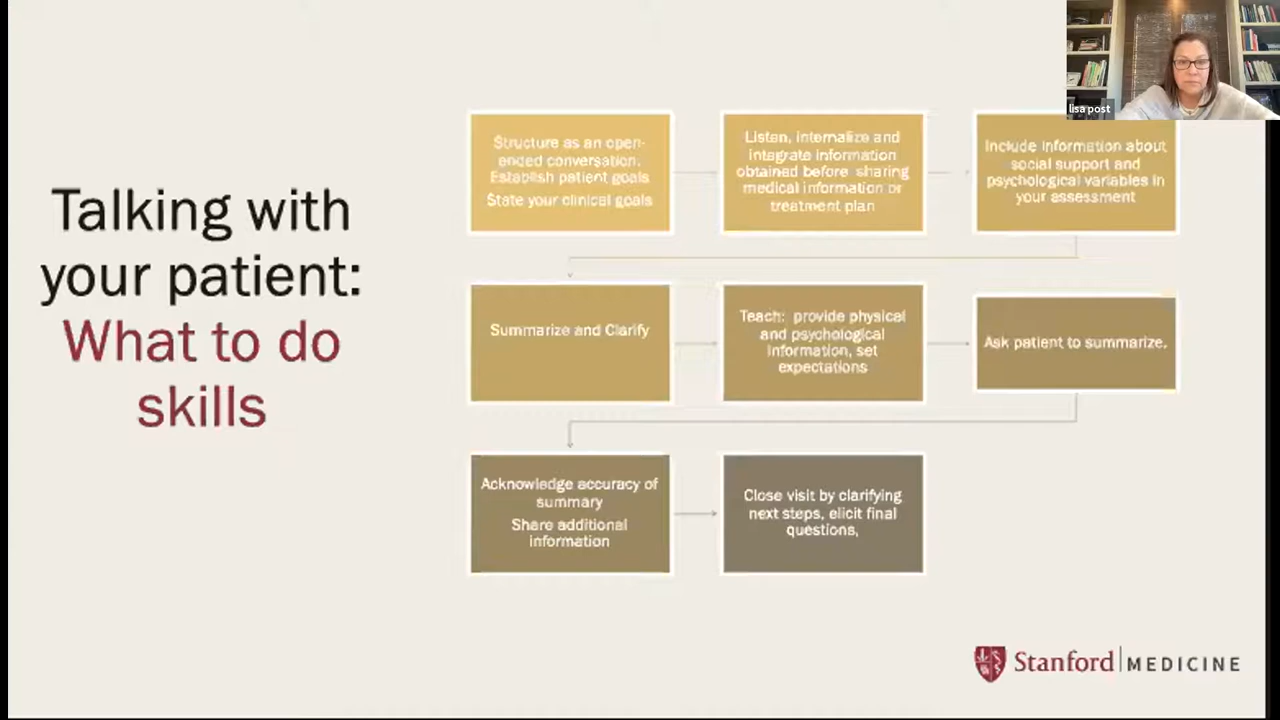 lisa post
Talking with
your patient:
What to do
skills
Structure as an open-
ended conversation.
Establish patient goals
State your clinical goals
Listen, internalize and
integrate information
obtained before sharing
medical information or
treatment plan
Include information about
social support and
psychological variables in
your assessment
Summarize and Clarify
Teach: provide physical
and psychological
information, set
expectations
Ask patient to summarize.
Acknowledge accuracy of
summary
Share additional
information
Close visit by clarifying
next steps, elicit final
questions,
Stanford MEDICINE